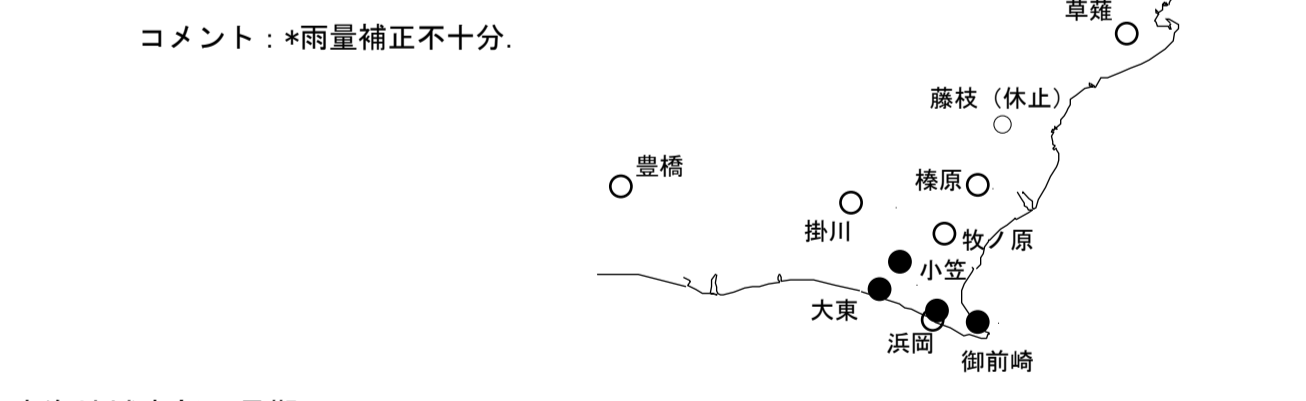 草薙
コメント：*雨量補正不十分.
藤枝（休止）
豊橋
榛原
掛川
牧ノ原
小笠
大東
浜岡
御前崎